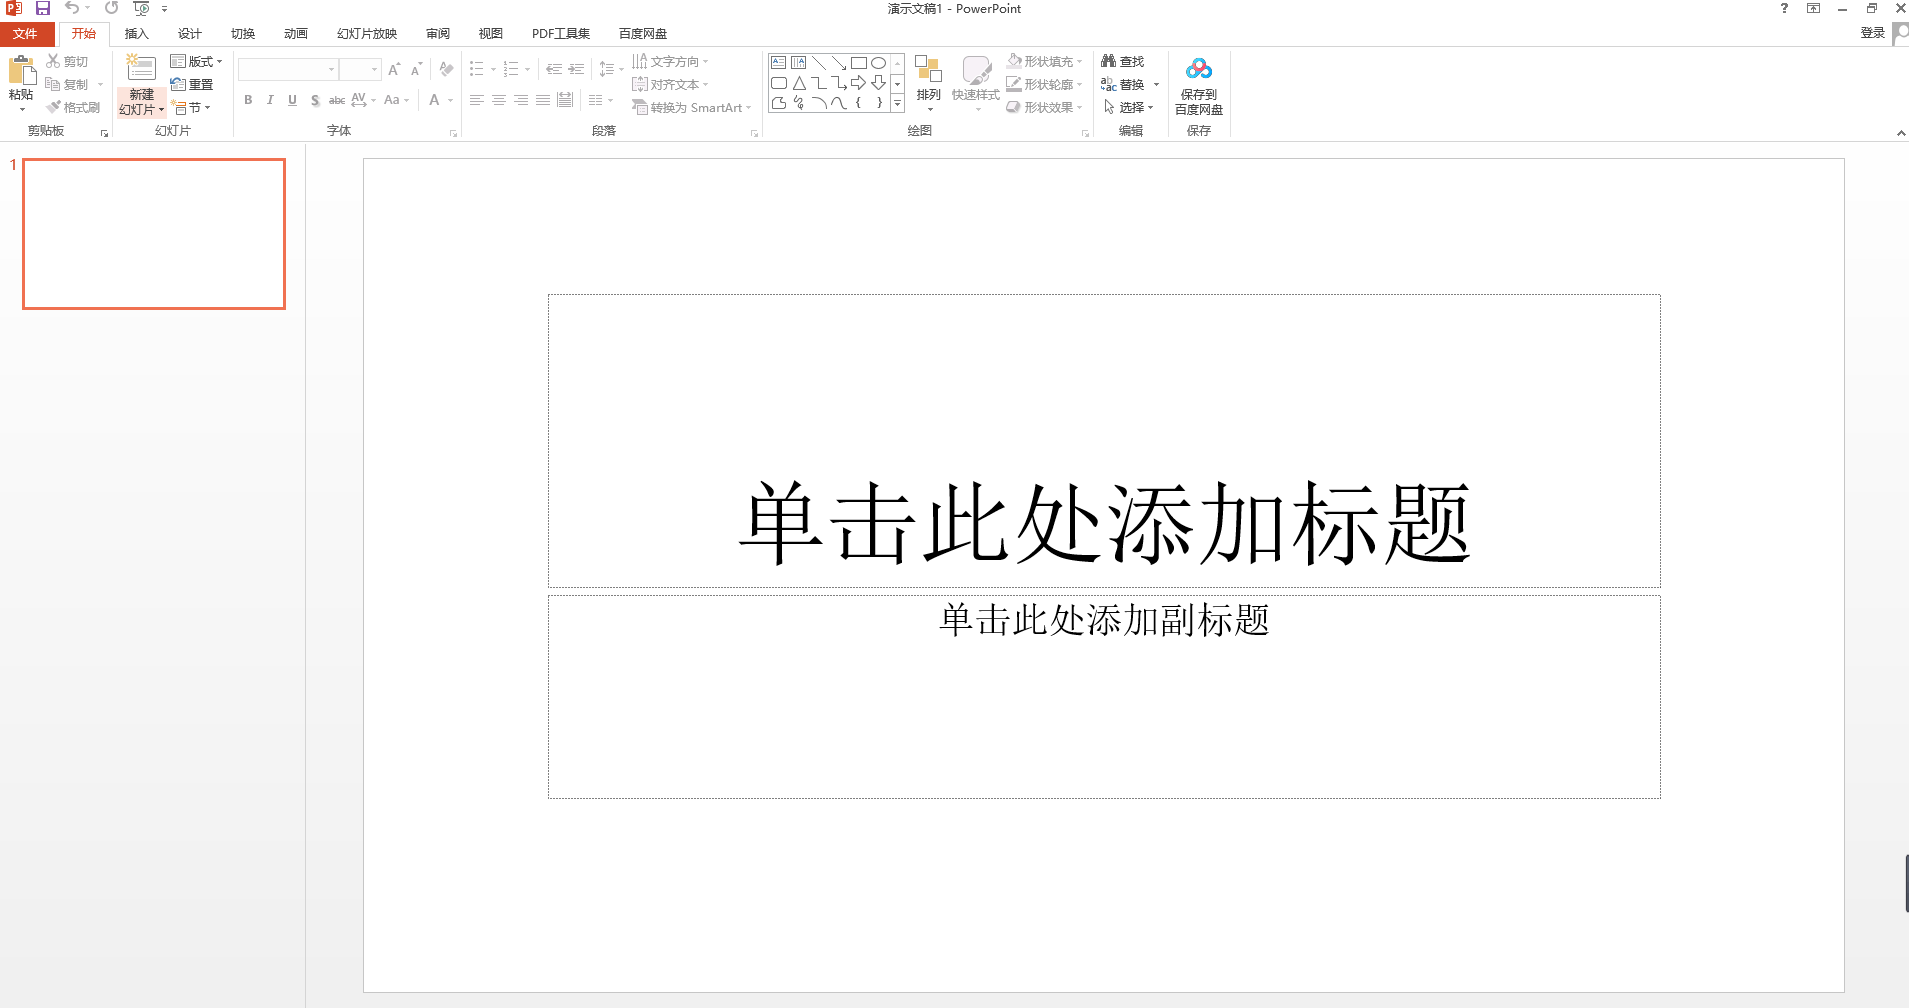 演示文稿1 - PowerPoint
文件 开始 插入 设计 切换 动画 幻灯片放映 审阅 视图 PDF工具集 百度网盘 登录
粘贴
剪切
复制
格式刷
剪贴板
新建
幻灯片
版式
重置
节
幻灯片
B I U S abc AV Aa A
字体
文字方向
对齐文本
转换为 SmartArt
段落
排列
快速样式
形状填充
形状轮廓
形状效果
绘图
查找
替换
选择
编辑
保存到
百度网盘
保存
1
单击此处添加标题
单击此处添加副标题